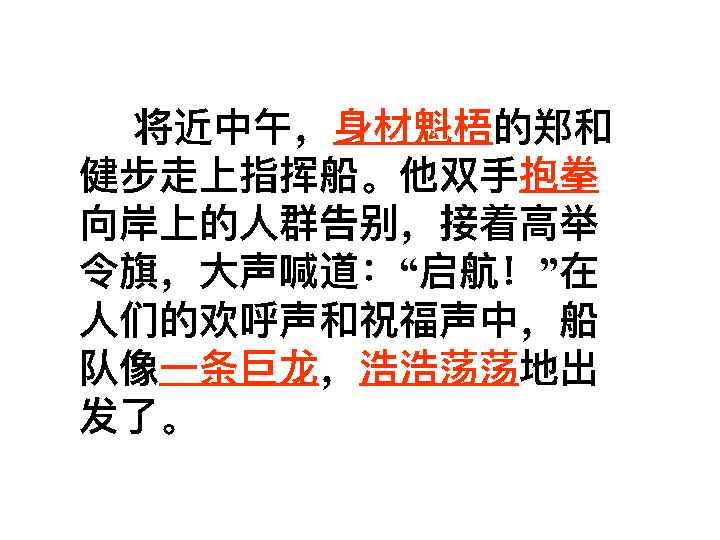 将近中午，身材魁梧的郑和
健步走上指挥船。他双手抱拳
向岸上的人群告别，接着高举
令旗，大声喊道：“启航！”在
人们的欢呼声和祝福声中，船
队像一条巨龙，浩浩荡荡地出
发了。